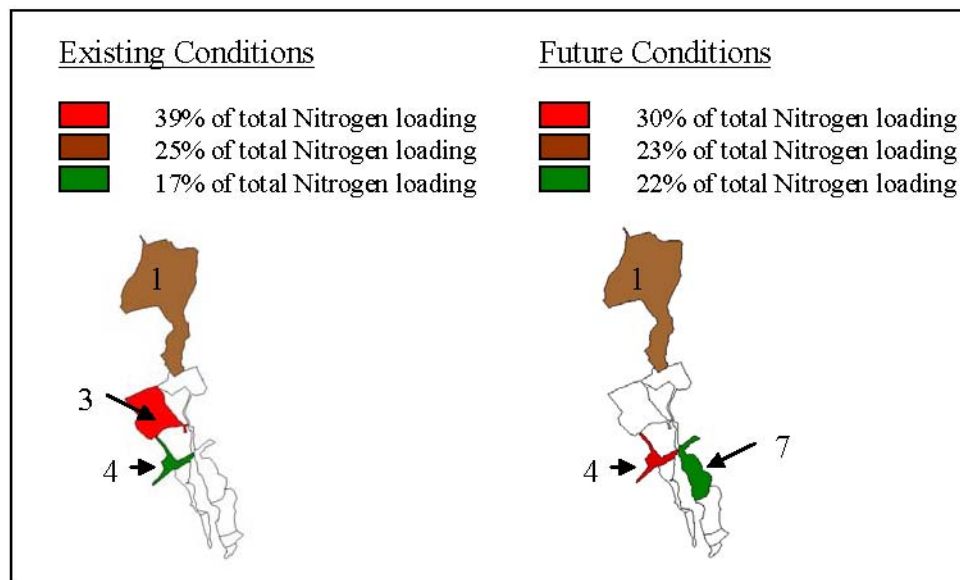 Existing Conditions
39% of total Nitrogen loading
25% of total Nitrogen loading
17% of total Nitrogen loading
1
3
4
Future Conditions
30% of total Nitrogen loading
23% of total Nitrogen loading
22% of total Nitrogen loading
1
4
7